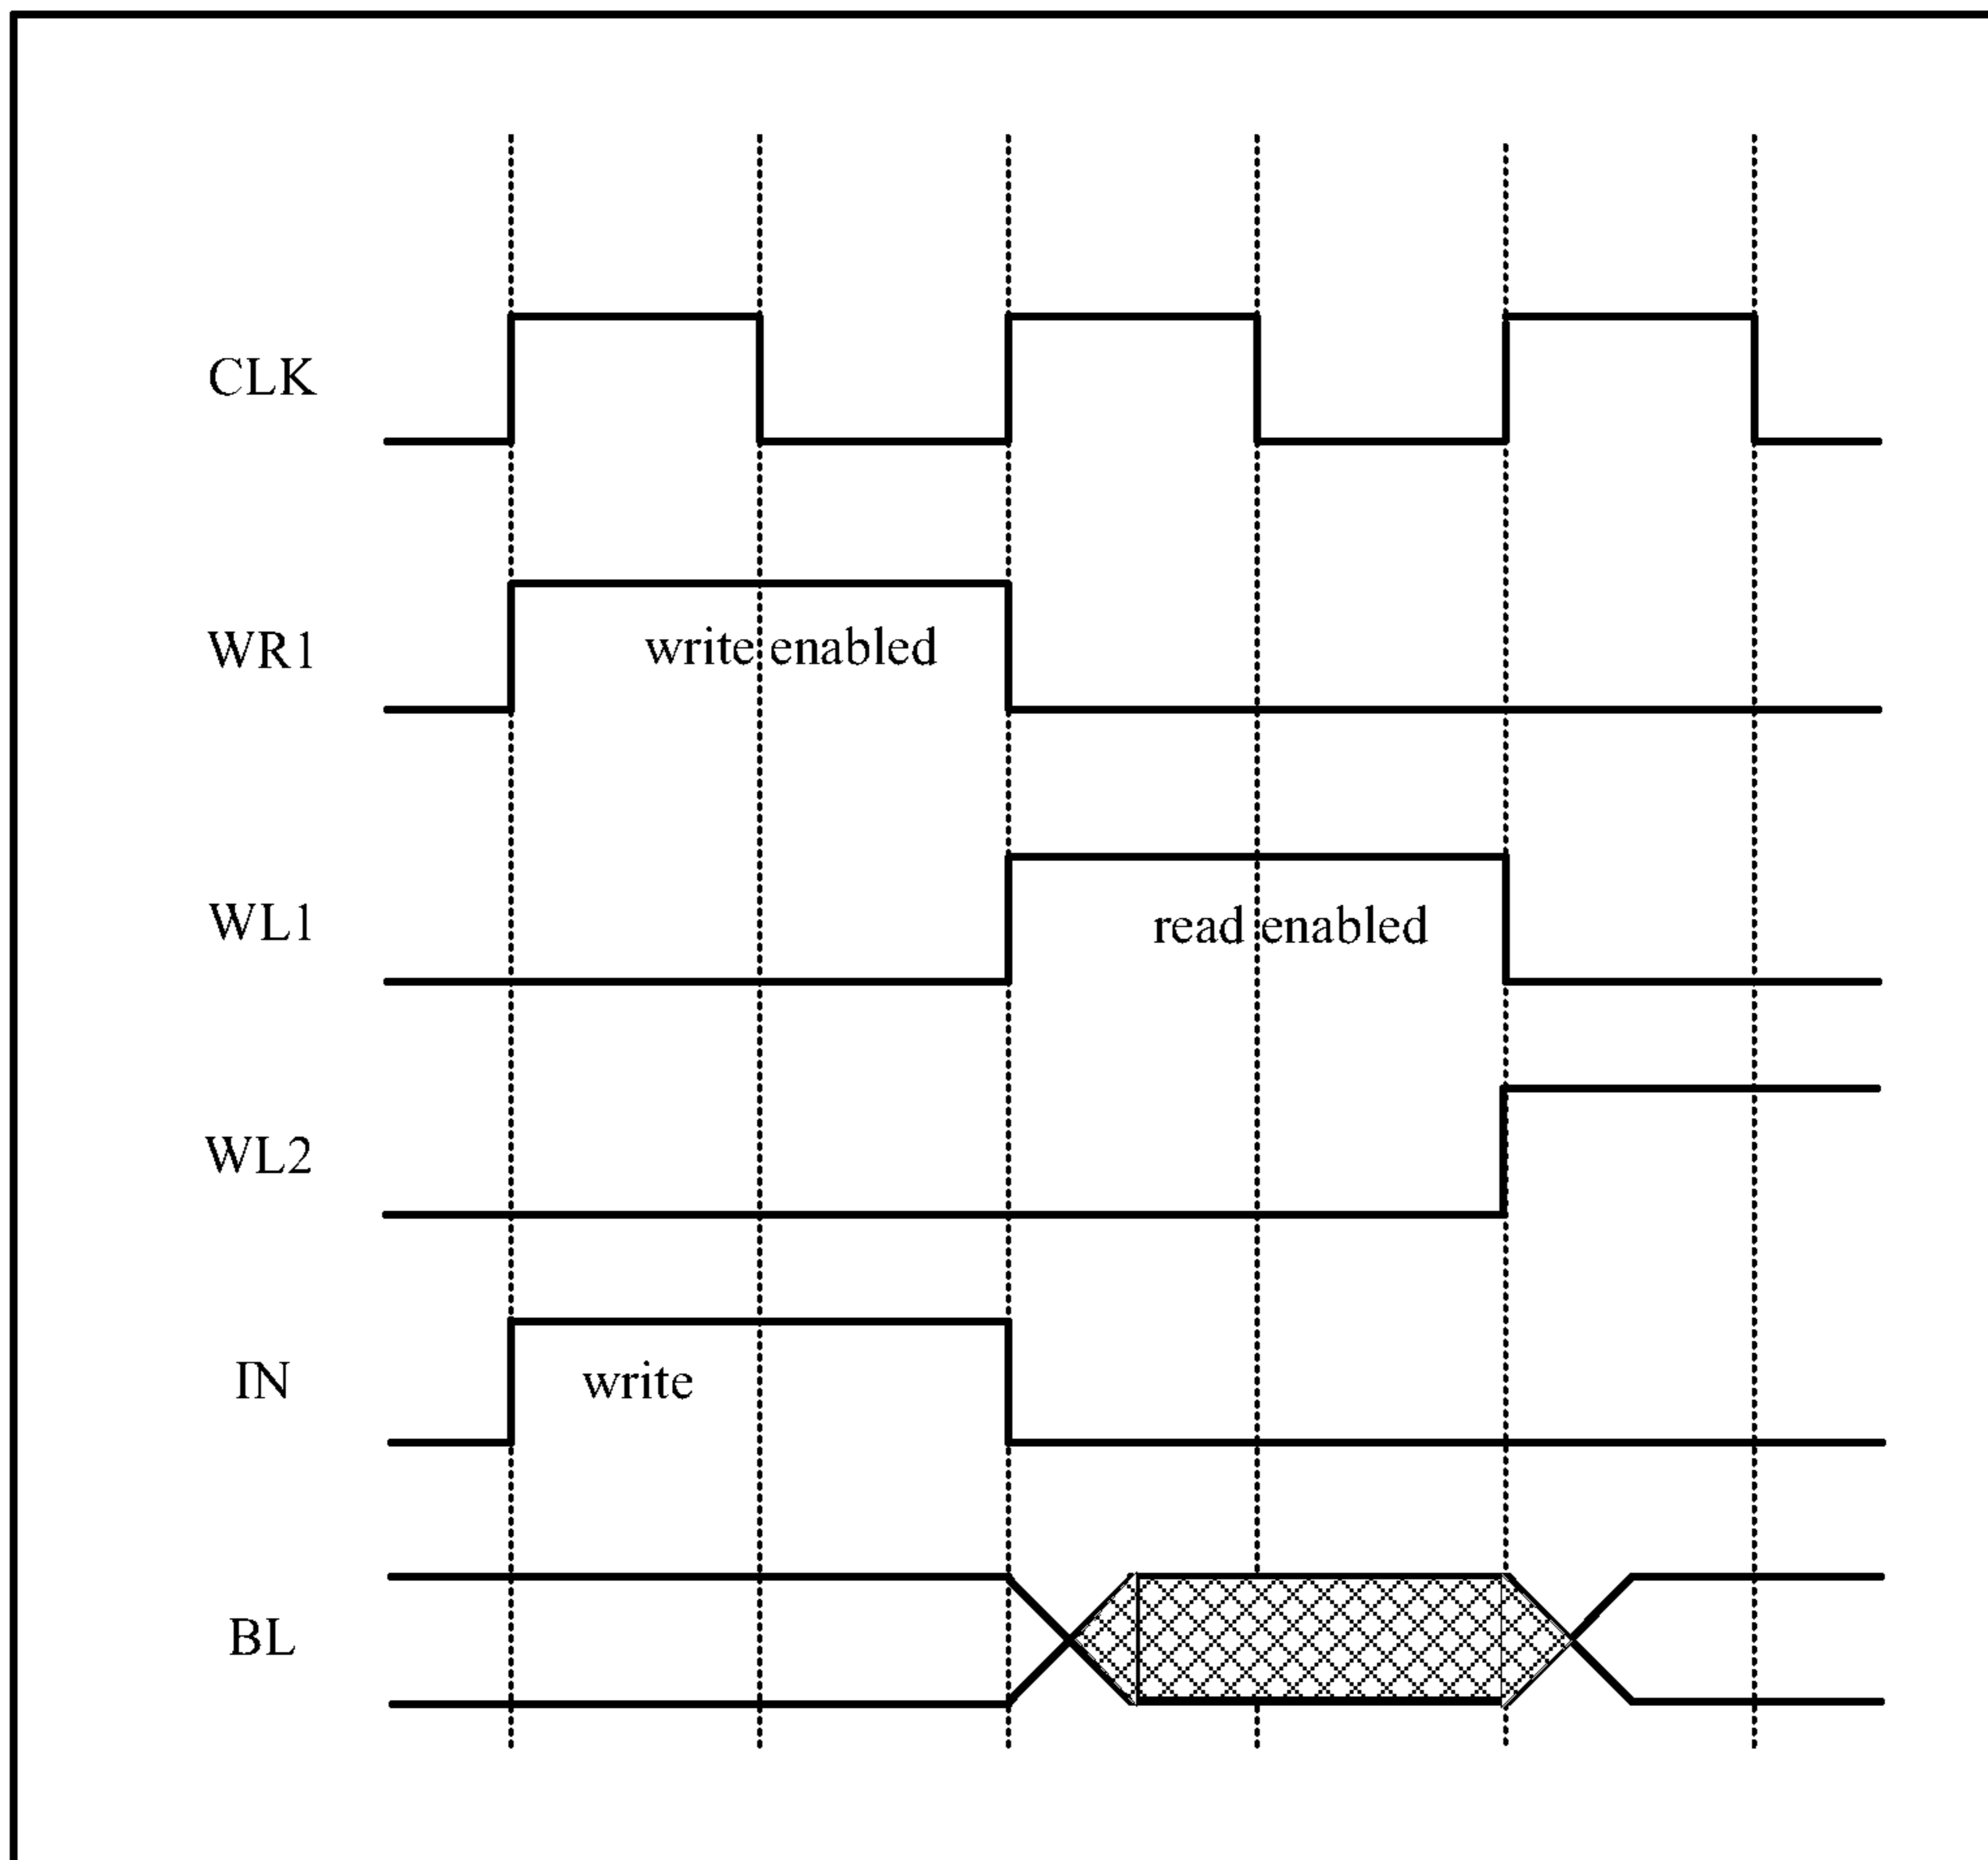 CLK
WR1
write enabled
WL1
read enabled
WL2
IN
write
BL